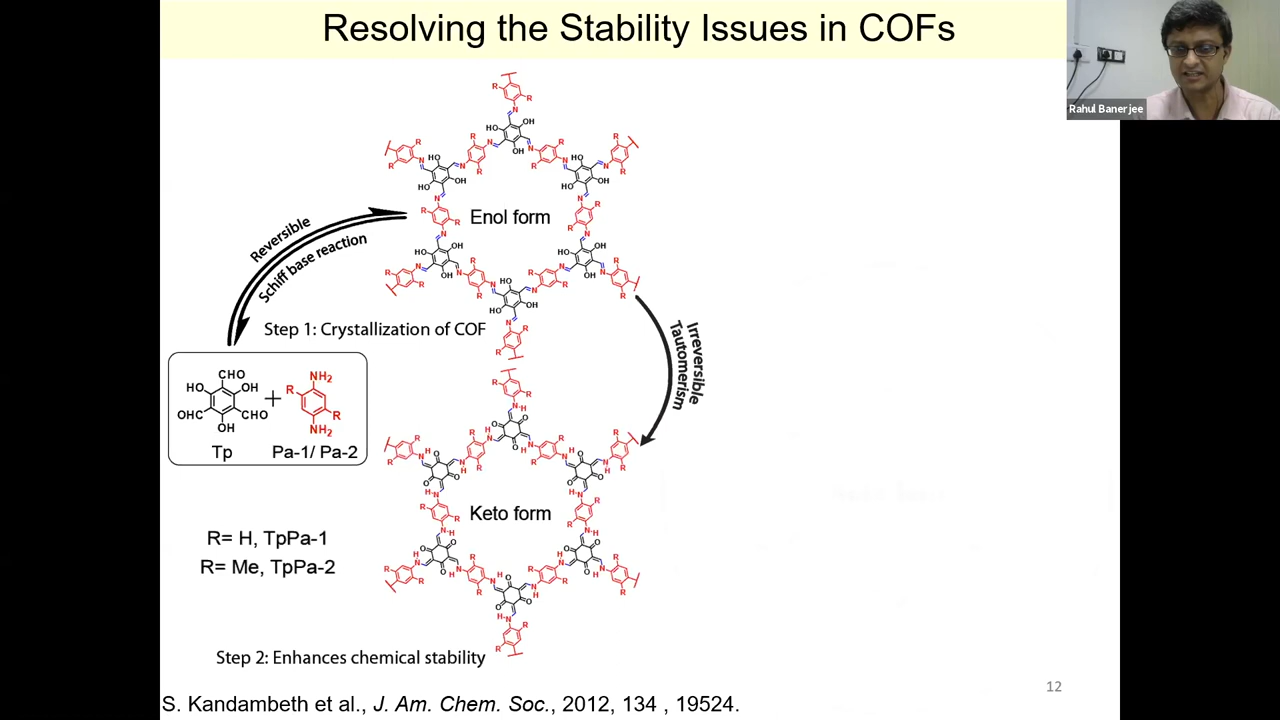 Resolving the Stability Issues in COFs
Rahul Banerjee
Enol form
Reversible
Schiff base reaction
Step 1: Crystallization of COF
Irreversible
Tautomerism
CHO
HO
OH
OHC
CHO
OH
Tp
+
NH2
R
R
NH2
Pa-1/ Pa-2
Keto form
R= H, TpPa-1
R= Me, TpPa-2
Step 2: Enhances chemical stability
12
S. Kandambeth et al., J. Am. Chem. Soc., 2012, 134 , 19524.